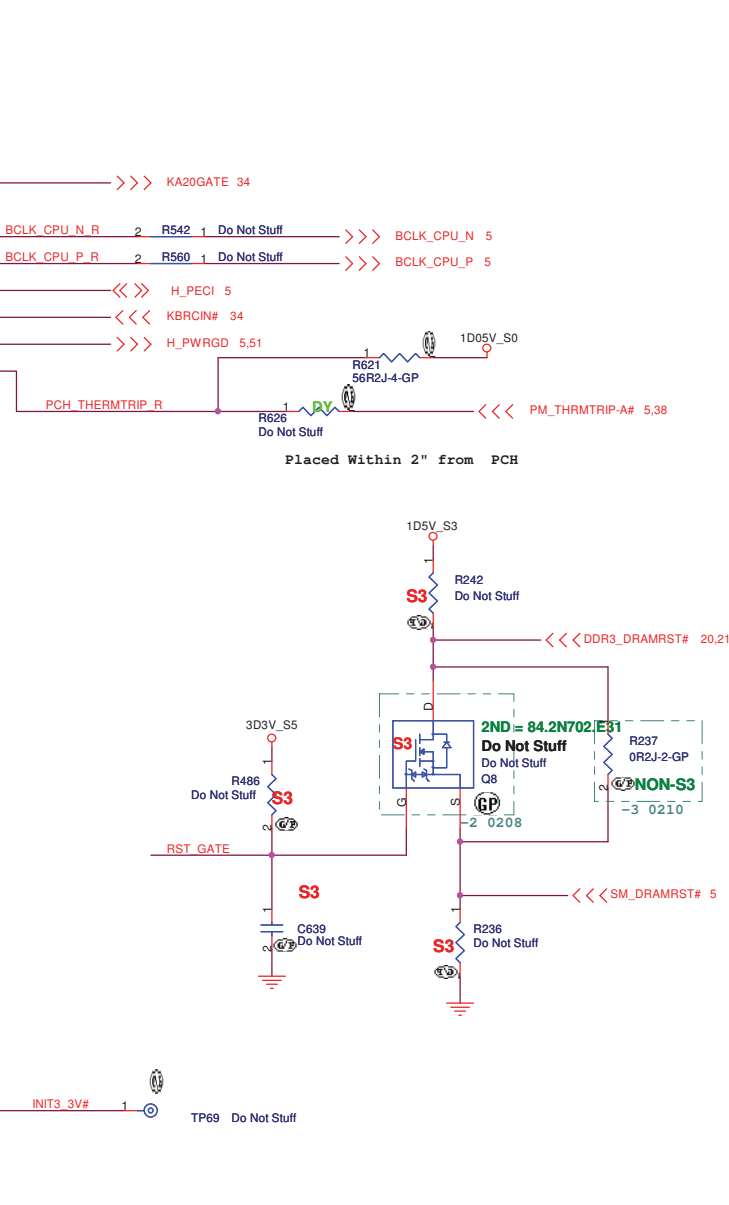 KA20GATE 34
BCLK_CPU_N_R 2 R542 1 Do Not Stuff BCLK_CPU_N 5
BCLK_CPU_P_R 2 R560 1 Do Not Stuff BCLK_CPU_P 5
H_PECI 5
KBRCIN# 34
H_PWRGD 5,51
1D05V_S0
1
R621
56R2J-4-GP
PCH_THERMTRIP_R 1 DY PM_THRMTRIP-A# 5,38
R626
Do Not Stuff
Placed Within 2" from PCH
1D5V_S3
1
R242
S3 Do Not Stuff
DDR3_DRAMRST# 20,21
D
3D3V_S5
2ND = 84.2N702.E31
1
S3 Do Not Stuff
R237
Do Not Stuff
0R2J-2-GP
1
R486
Q8
2 G/P NON-S3
Do Not Stuff S3
G S GP
-3 0210
2 G/P
-2 0208
RST_GATE
S3
SM_DRAMRST# 5
1
1
C639
R236
Do Not Stuff
S3 Do Not Stuff
2 G/P
INIT3_3V# 1
TP69 Do Not Stuff